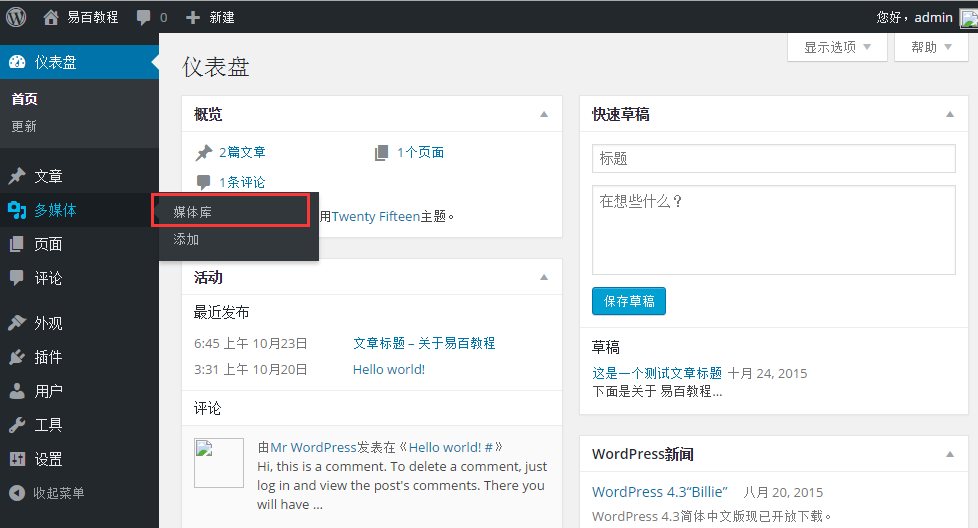 易百教程 0 新建 您好，admin
仪表盘
首页
更新
文章
多媒体
媒体库
添加
页面
评论
外观
插件
用户
工具
设置
收起菜单
显示选项 帮助
仪表盘
概览
2篇文章 1个页面
1条评论
用Twenty Fifteen主题。
活动
最近发布
6:45 上午 10月23日 文章标题 – 关于易百教程
3:31 上午 10月20日 Hello world!
评论
由Mr WordPress发表在《Hello world! #》
Hi, this is a comment. To delete a comment, just
log in and view the post's comments. There you
will have ...
快速草稿
标题
在想些什么？
保存草稿
草稿
这是一个测试文章标题 十月 24, 2015
下面是关于 易百教程...
WordPress新闻
WordPress 4.3“Billie” 八月 20, 2015
WordPress 4.3简体中文版现已开放下载。